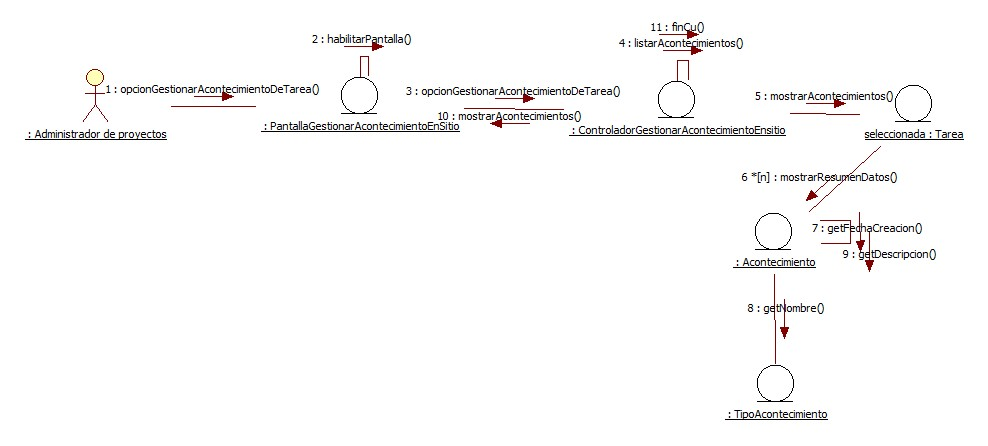 11 : finCu()
2 : habilitarPantalla()
4 : listarAcontecimientos()
1 : opcionGestionarAcontecimientoDeTarea()
3 : opcionGestionarAcontecimientoDeTarea()
5 : mostrarAcontecimientos()
10 : mostrarAcontecimientos()
: Administrador de proyectos
: PantallaGestionarAcontecimientoEnSitio
: ControladorGestionarAcontecimientoEnsitio
seleccionada : Tarea
6 *[n] : mostrarResumenDatos()
7 : getFechaCreacion()
9 : getDescripcion()
: Acontecimiento
8 : getNombre()
: TipoAcontecimiento